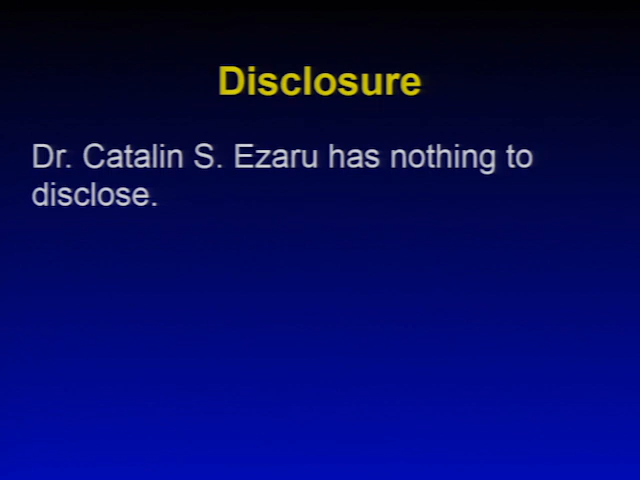 Disclosure
Dr. Catalin S. Ezaru has nothing to
disclose.